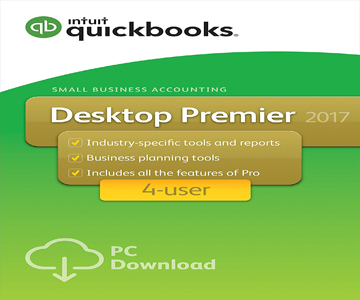 qb
intuit
quickbooks®
SMALL BUSINESS ACCOUNTING
Desktop Premier 2017
Industry-specific tools and reports
Business planning tools
Includes all the features of Pro
4-user
PC
Download